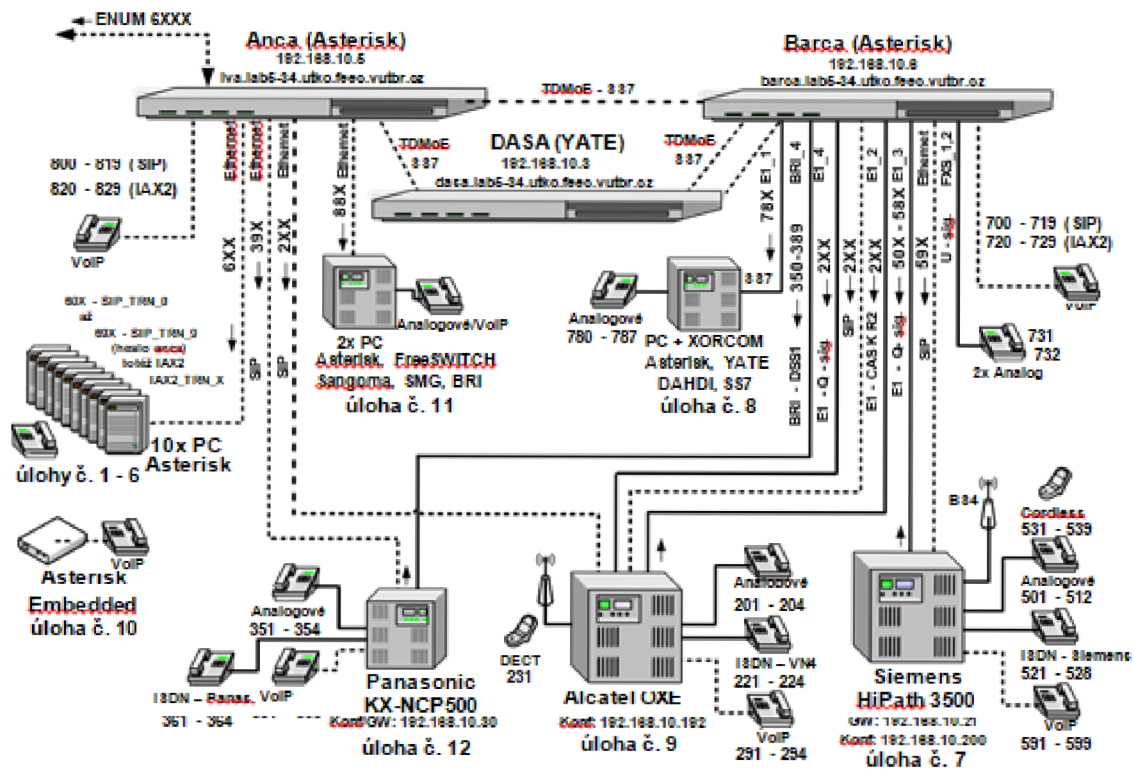 ENUM 6XXX
Anca (Asterisk)
192.168.10.5
iva.lab5-34.utko.feec.vutbr.cz
Barca (Asterisk)
192.168.10.6
barca.lab5-34.utko.feec.vutbr.cz
TDMoE - 887
DASA (YATE)
192.168.10.3
dasa.lab5-34.utko.feec.vutbr.cz
TDMoE
887
TDMoE
887
800 - 819 (SIP)
820 - 829 (IAX2)
VoIP
Ethernet
Ethernet
Ethernet
Ethernet
6XX
39X
2XX
88X
SIP
SIP
60X - SIP_TRN_0
až
69X - SIP_TRN_9
(heslo anca)
totéž IAX2
IAX2_TRN_X
10x PC
Asterisk
úlohy č. 1 - 6
Analogové/VoIP
2x PC
Asterisk, FreeSWITCH
Sangoma, SMG, BRI
úloha č. 11
78X E1_1
887
Analogové
780 - 787
PC + XORCOM
Asterisk, YATE
DAHDI, SS7
úloha č. 8
BRI - DSS1 350-389 BRI_4
E1 - Q - sig 2XX E1_4
SIP 2XX
E1 - CAS K R2 2XX E1_2
E1 - Q - sig 50X - 58X E1_3
SIP 59X Ethernet
U - sig FXS_1,2
700 - 719 (SIP)
720 - 729 (IAX2)
VoIP
731
732
2x Analog
Asterisk
Embedded
úloha č. 10
VoIP
Analogové
351 - 354
ISDN – Panas.
361 - 364
VoIP
Panasonic
KX-NCP500
Konf/GW: 192.168.10.30
úloha č. 12
DECT
231
Analogové
201 - 204
ISDN – VN4
221 - 224
VoIP
291 - 294
Alcatel OXE
Konf: 192.168.10.192
úloha č. 9
BS4
Cordless
531 - 539
Analogové
501 - 512
ISDN - Siemens
521 - 528
VoIP
591 - 599
Siemens
HiPath 3500
GW: 192.168.10.21
Konf: 192.168.10.200
úloha č. 7